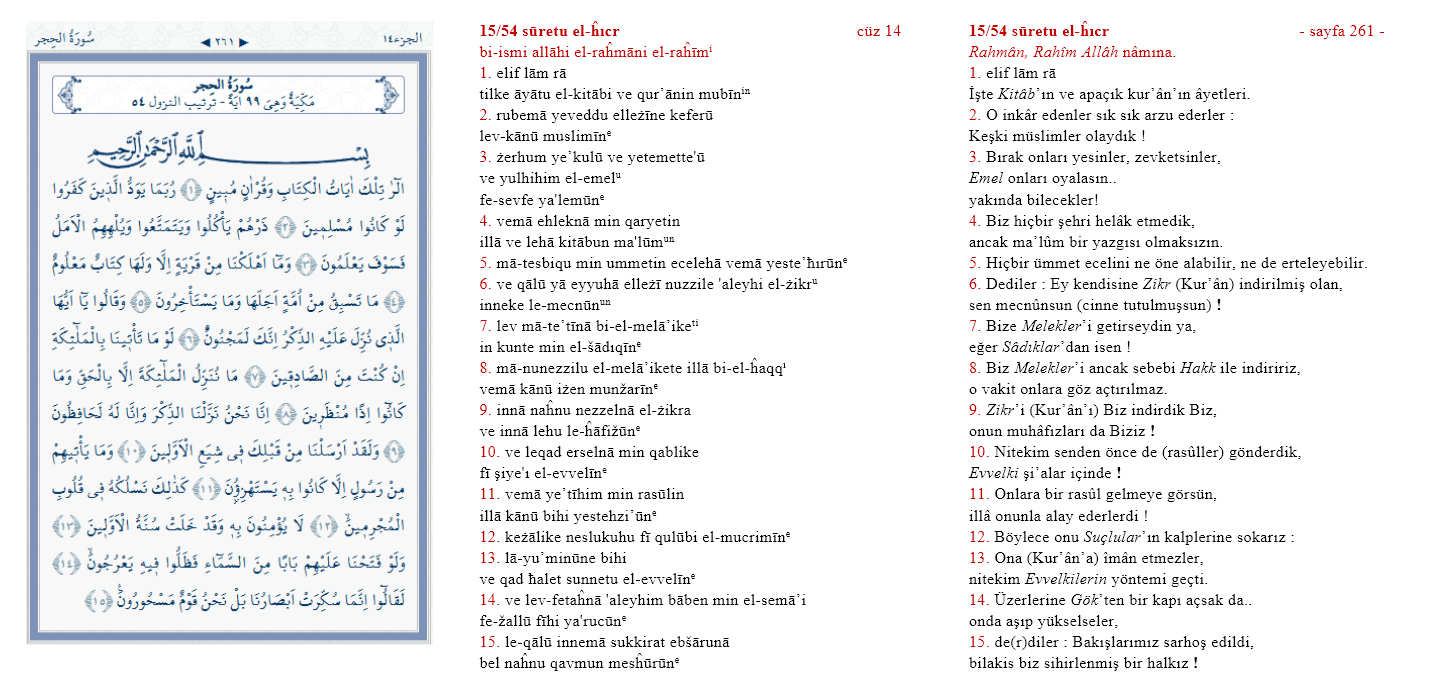 سُورَةُ الحِجر
◀ ٢٦١ ▶
الجزء١٤
سُورَةُ الحِجر
مَكِّيَةٌ وَهِىَ ٩٩ اٰيَةً - تَرتيب النزول ٥٤
بِسْــــمِ اللّٰهِ الرَّحْمٰنِ الرَّحِيمِ
الٓرٰ تِلْكَ اٰيَاتُ الْكِتَابِ وَقُرْاٰنٍ مُبِينٍ ﴿١﴾ رُبَمَا يَوَدُّ الَّذِينَ كَفَرُوا
لَوْ كَانُوا مُسْلِمِينَ ﴿٢﴾ ذَرْهُمْ يَأْكُلُوا وَيَتَمَتَّعُوا وَيُلْهِهِمُ الْاَمَلُ
فَسَوْفَ يَعْلَمُونَ ﴿٣﴾ وَمَٓا اَهْلَكْنَا مِنْ قَرْيَةٍ اِلَّا وَلَهَا كِتَابٌ مَعْلُومٌ
﴿٤﴾ مَا تَسْبِقُ مِنْ اُمَّةٍ اَجَلَهَا وَمَا يَسْتَأْخِرُونَ ﴿٥﴾ وَقَالُوا يَٓا اَيُّهَا
الَّذِى نُزِّلَ عَلَيْهِ الذِّكْرُ اِنَّكَ لَمَجْنُونٌ ﴿٦﴾ لَوْ مَا تَأْتِينَا بِالْمَلٰٓئِكَةِ
اِنْ كُنْتَ مِنَ الصَّادِقِينَ ﴿٧﴾ مَا نُنَزِّلُ الْمَلٰٓئِكَةَ اِلَّا بِالْحَقِّ وَمَا
كَانُٓوا اِذًا مُنْظَرِينَ ﴿٨﴾ اِنَّا نَحْنُ نَزَّلْنَا الذِّكْرَ وَاِنَّا لَهُ لَحَافِظُونَ
﴿٩﴾ وَلَقَدْ اَرْسَلْنَا مِنْ قَبْلِكَ فِى شِيَعِ الْاَوَّلِينَ ﴿١٠﴾ وَمَا يَأْتِيهِمْ
مِنْ رَسُولٍ اِلَّا كَانُوا بِهِ يَسْتَهْزِؤُنَ ﴿١١﴾ كَذٰلِكَ نَسْلُكُهُ فِى قُلُوبِ
الْمُجْرِمِينَ ﴿١٢﴾ لَا يُؤْمِنُونَ بِهِ وَقَدْ خَلَتْ سُنَّةُ الْاَوَّلِينَ ﴿١٣﴾
وَلَوْ فَتَحْنَا عَلَيْهِمْ بَابًا مِنَ السَّمَٓاءِ فَظَلُّوا فِيهِ يَعْرُجُونَ ﴿١٤﴾
لَقَالُٓوا اِنَّمَا سُكِّرَتْ اَبْصَارُنَا بَلْ نَحْنُ قَوْمٌ مَسْحُورُونَ ﴿١٥﴾
15/54 sūretu el-ĥıcr cüz 14
bi-ismi allāhi el-raĥmāni el-raĥīmⁱ
1. elif lām rā
tilke āyātu el-kitābi ve qur’ānin mubīnⁱⁿ
2. rubemā yeveddu elleżīne keferū
lev-kānū muslimīnᵉ
3. żerhum ye’kulū ve yetemette'ū
ve yulhihim el-emelᵘ
fe-sevfe ya'lemūnᵉ
4. vemā ehleknā min qaryetin
illā ve lehā kitābun ma'lūmᵘⁿ
5. mā-tesbiqu min ummetin ecelehā vemā yeste’ħırūnᵉ
6. ve qālū yā eyyuhā elleżī nuzzile 'aleyhi el-żikrᵘ
inneke le-mecnūnᵘⁿ
7. lev mā-te’tīnā bi-el-melā’ikeᵗⁱ
in kunte min el-šādıqīnᵉ
8. mā-nunezzilu el-melā’ikete illā bi-el-ĥaqqᶦ
vemā kānū iżen munžarīnᵉ
9. innā naĥnu nezzelnā el-żikra
ve innā lehu le-ĥāfížūnᵉ
10. ve leqad erselnā min qablike
fī şiye'ı el-evvelīnᵉ
11. vemā ye’tīhim min rasūlin
illā kānū bihi yestehzi’ūnᵉ
12. keżālike neslukuhu fī qulūbi el-mucrimīnᵉ
13. lā-yu’minūne bihi
ve qad ħalet sunnetu el-evvelīnᵉ
14. ve lev-fetaĥnā 'aleyhim bāben min el-semā’i
fe-žallū fīhi ya'rucūnᵉ
15. le-qālū innemā sukkirat ebšārunā
bel naĥnu qavmun mesĥūrūnᵉ
15/54 sūretu el-ĥıcr - sayfa 261 -
Rahmân, Rahîm Allâh nâmına.
1. elif lām rā
İşte Kitâb’ın ve apaçık kur’ân’ın âyetleri.
2. O inkâr edenler sık sık arzu ederler :
Keşki müslimler olaydık !
3. Bırak onları yesinler, zevketsinler,
Emel onları oyalasın..
yakında bilecekler!
4. Biz hiçbir şehri helâk etmedik,
ancak ma’lûm bir yazgısı olmaksızın.
5. Hiçbir ümmet ecelini ne öne alabilir, ne de erteleyebilir.
6. Dediler : Ey kendisine Zikr (Kur’ân) indirilmiş olan,
sen mecnûnsun (cinne tutulmuşsun) !
7. Bize Melekler’i getirseydin ya,
eğer Sâdıklar’dan isen !
8. Biz Melekler’i ancak sebebi Hakk ile indiririz,
o vakit onlara göz açtırılmaz.
9. Zikr’i (Kur’ân’ı) Biz indirdik Biz,
onun muhâfızları da Biziz !
10. Nitekim senden önce de (rasûller) gönderdik,
Evvelki şi’alar içinde !
11. Onlara bir rasûl gelmeye görsün,
illâ onunla alay ederlerdi !
12. Böylece onu Suçlular’ın kalplerine sokarız :
13. Ona (Kur’ân’a) îmân etmezler,
nitekim Evvelkilerin yöntemi geçti.
14. Üzerlerine Gök’ten bir kapı açsak da..
onda aşıp yükselseler,
15. de(r)diler : Bakışlarımız sarhoş edildi,
bilakis biz sihirlenmiş bir halkız !